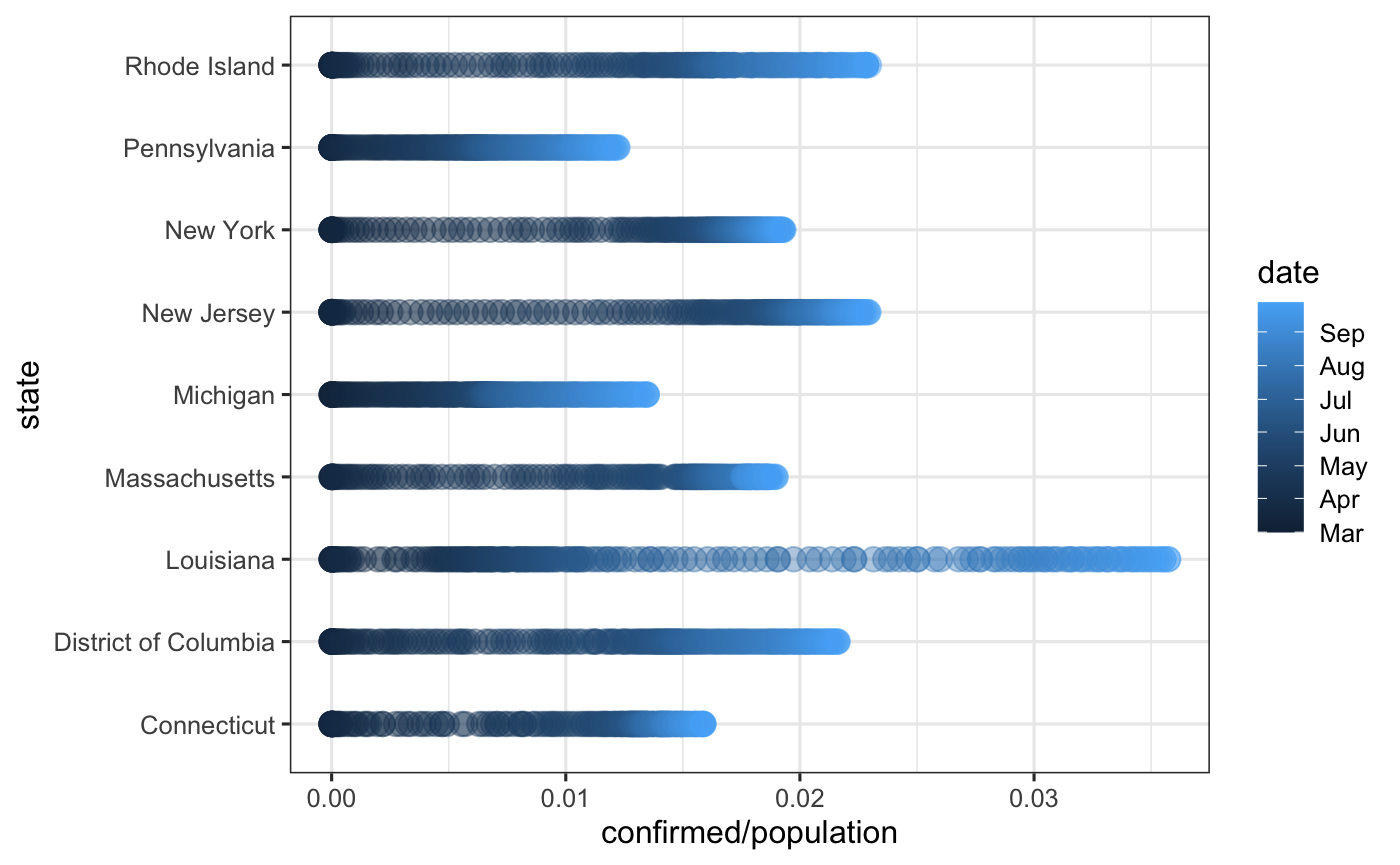 Rhode Island
Pennsylvania
New York
New Jersey
Michigan
Massachusetts
Louisiana
District of Columbia
Connecticut
state
0.00 0.01 0.02 0.03
confirmed/population
date
Sep
Aug
Jul
Jun
May
Apr
Mar